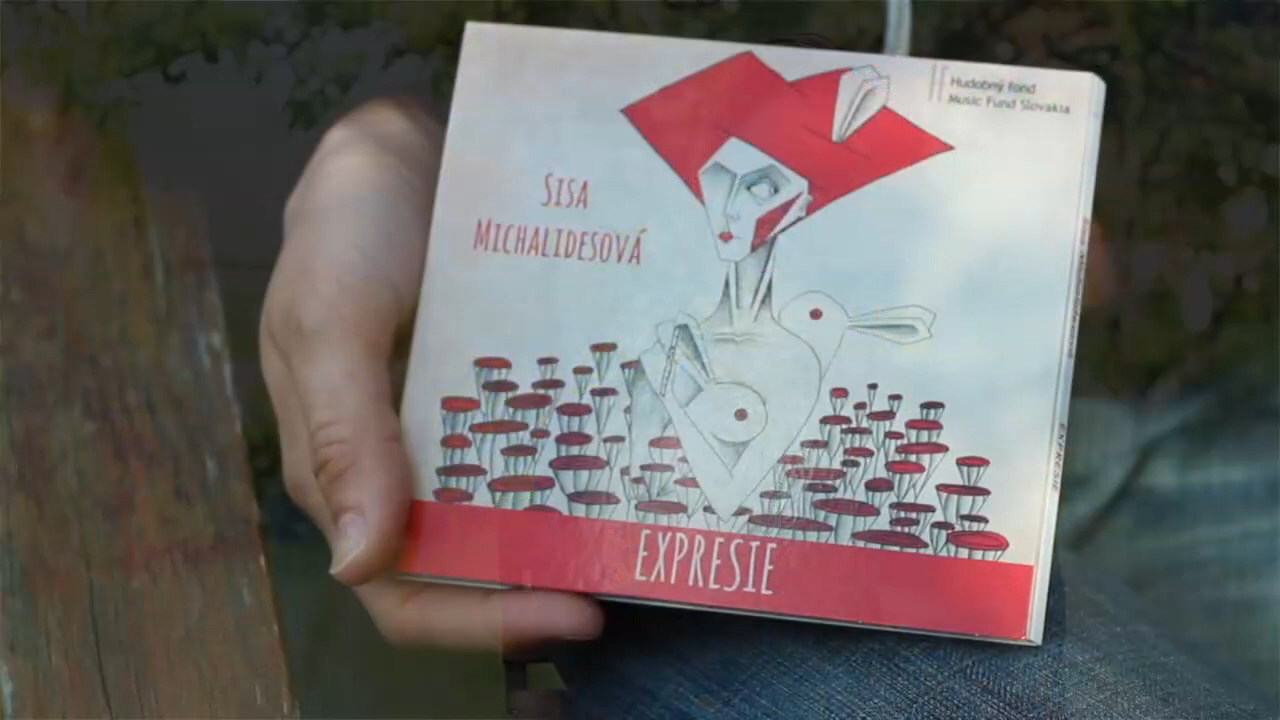 Hudobný fond
Music Fund Slovakia
SISA
MICHALIDESOVÁ
EXPRESIE
EXPRESIE